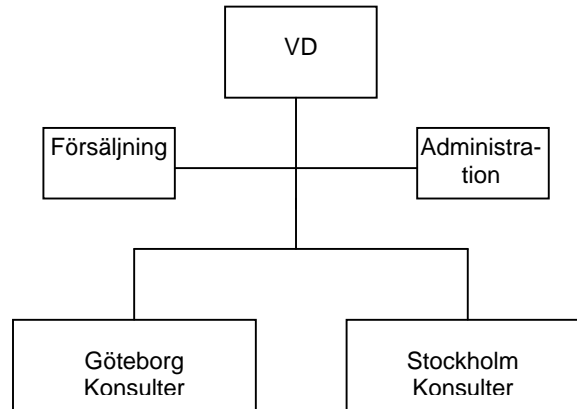 VD
Försäljning
Administra-
tion
Göteborg
Konsulter
Stockholm
Konsulter